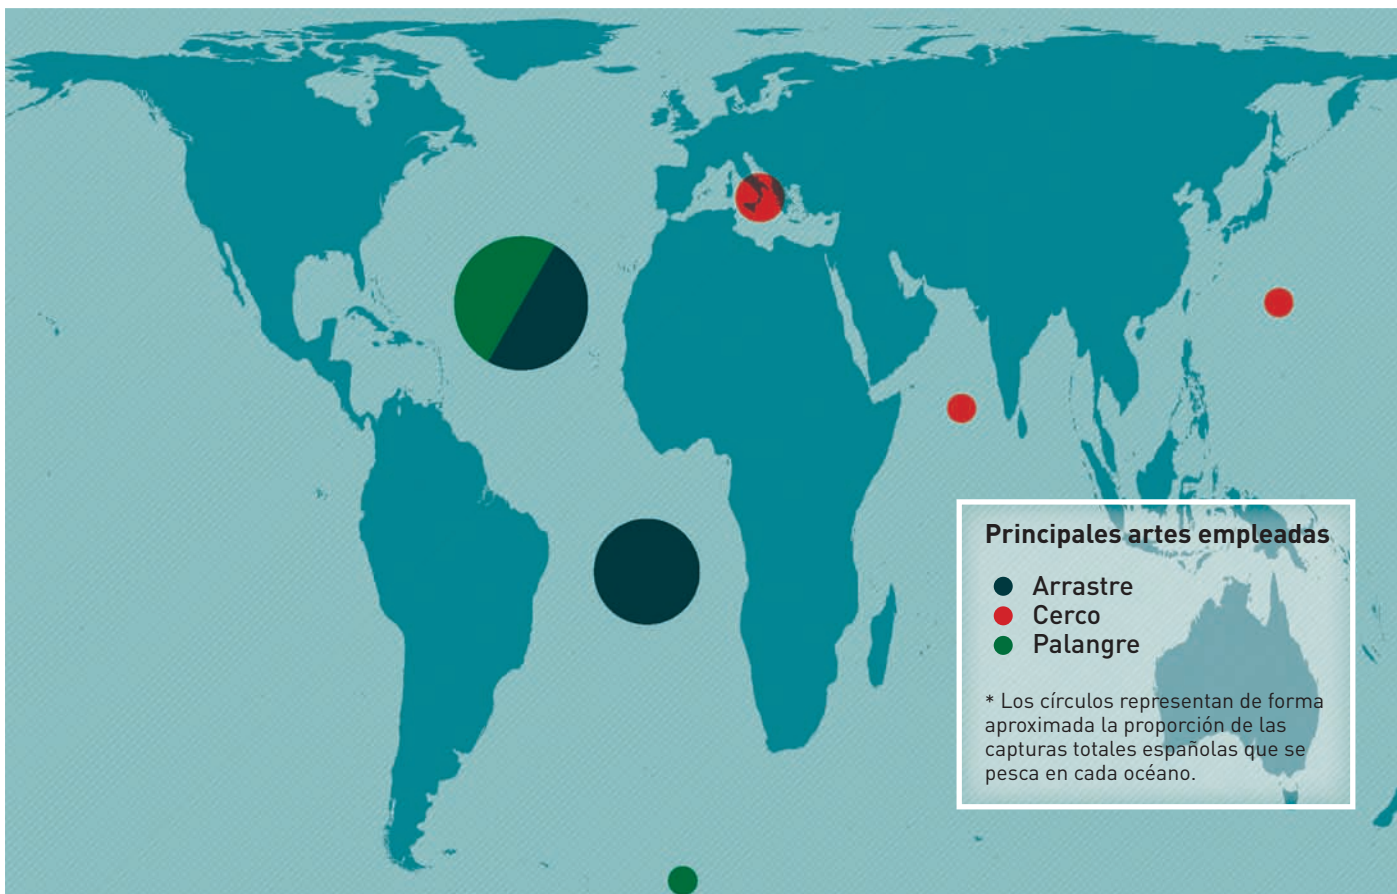 Principales artes empleadas
Arrastre
Cerco
Palangre
* Los círculos representan de forma
aproximada la proporción de las
capturas totales españolas que se
pesca en cada océano.